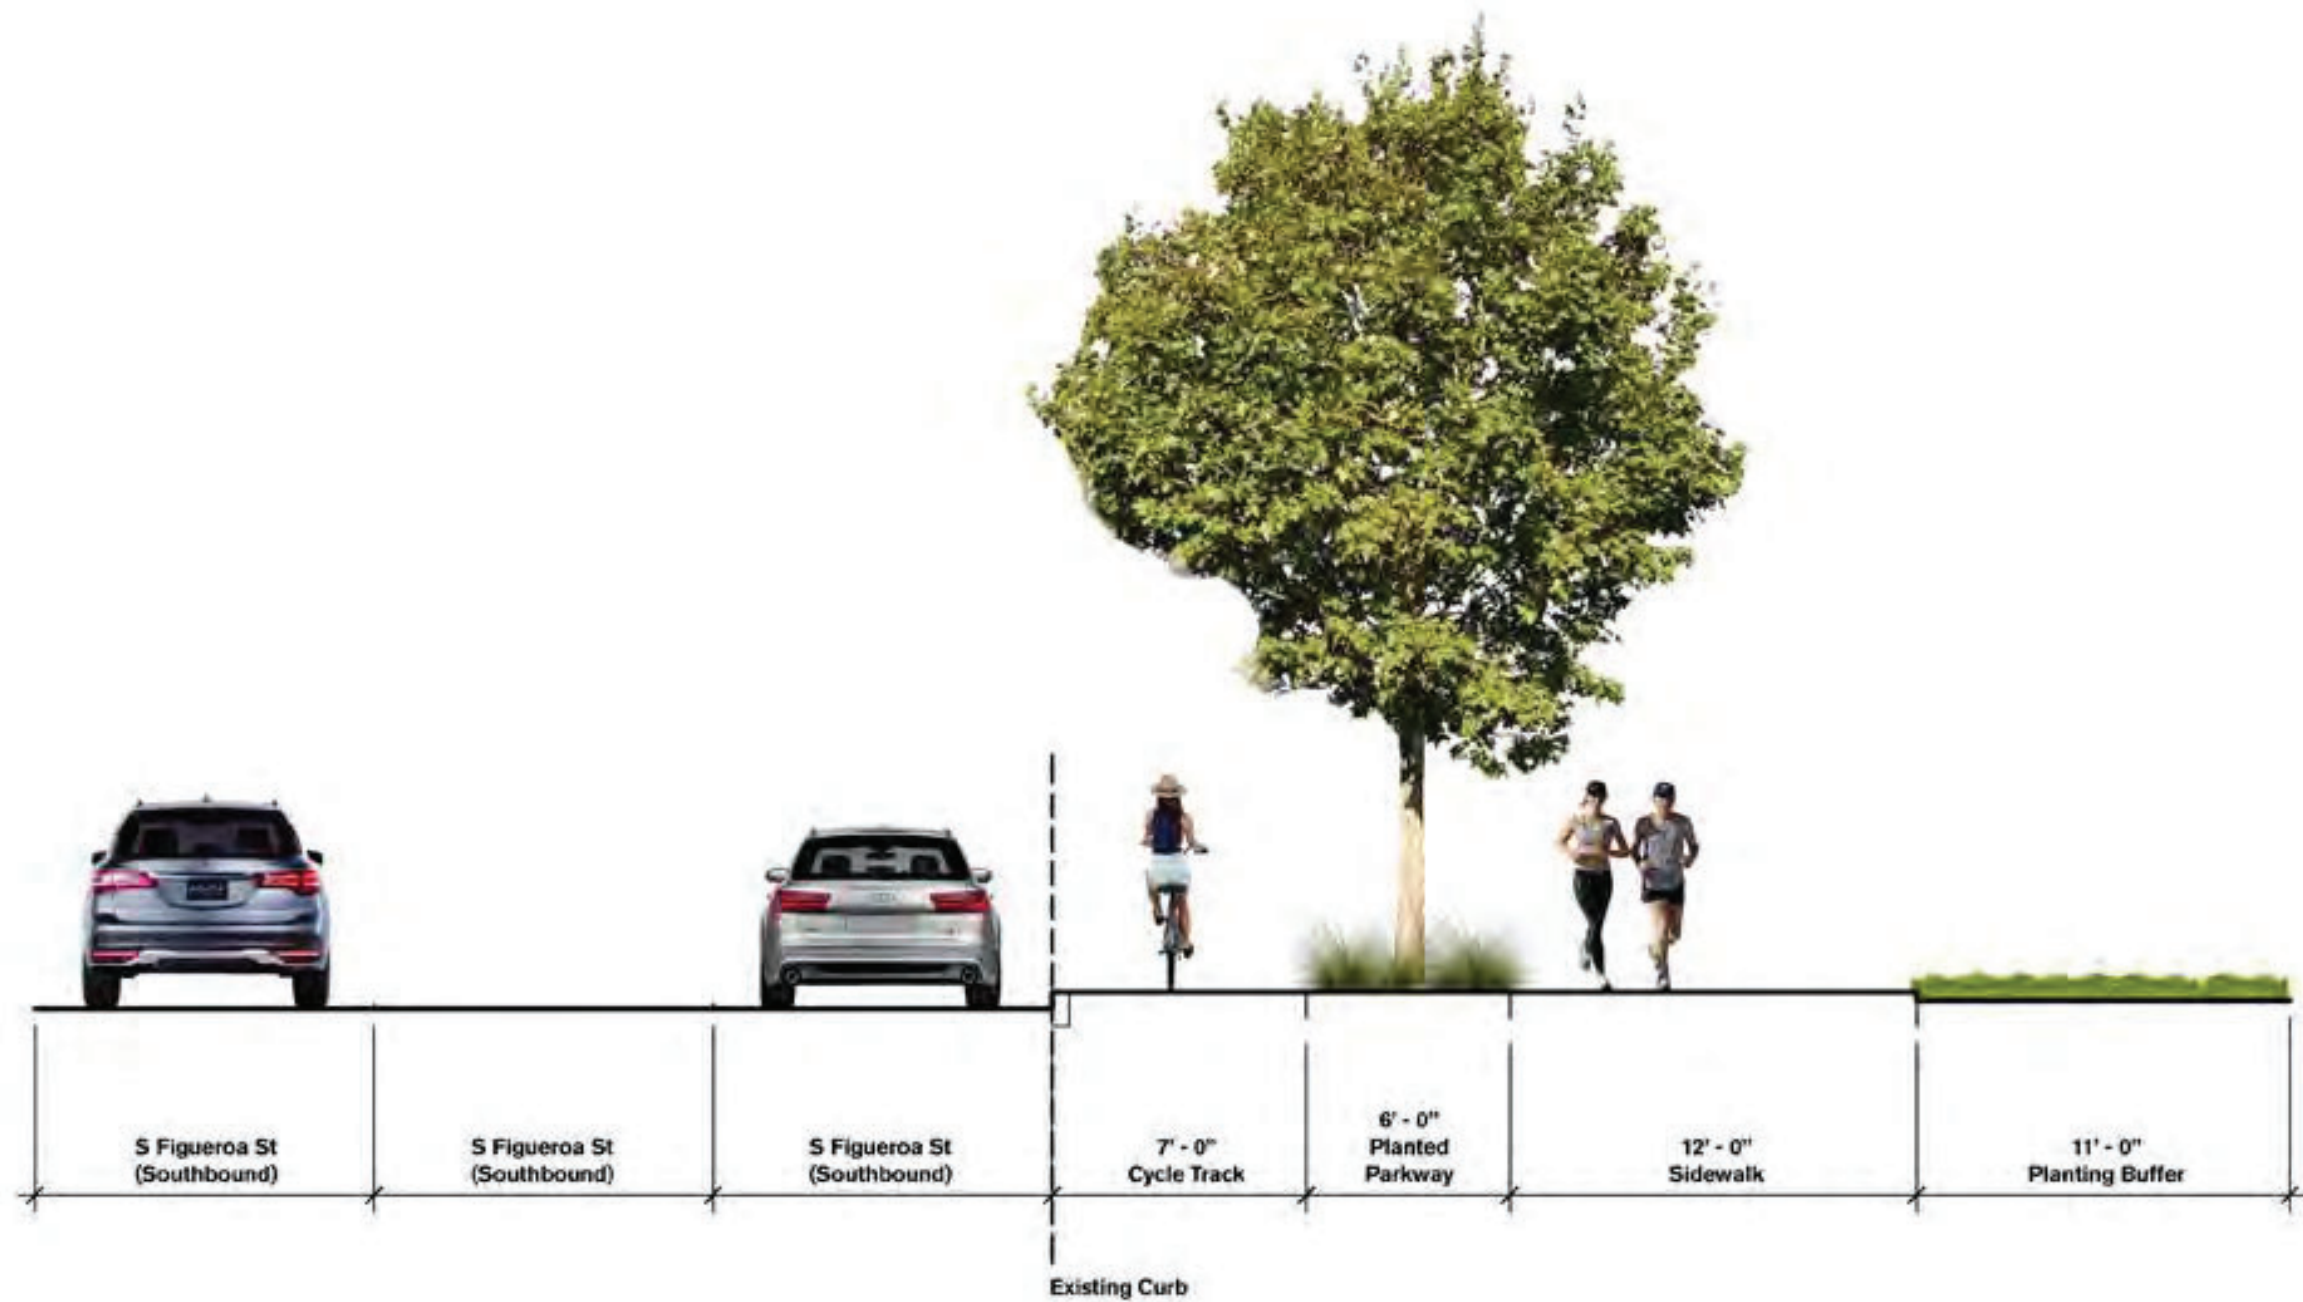 S Figueroa St
(Southbound)
S Figueroa St
(Southbound)
S Figueroa St
(Southbound)
7' - 0"
Cycle Track
6' - 0"
Planted
Parkway
12' - 0"
Sidewalk
11' - 0"
Planting Buffer
Existing Curb